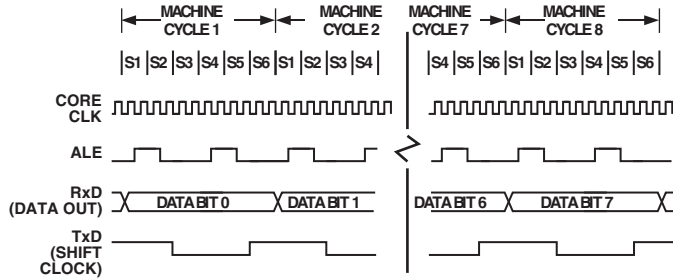 MACHINE CYCLE 1
MACHINE CYCLE 2
MACHINE CYCLE 7
MACHINE CYCLE 8
S1 S2 S3 S4 S5 S6 S1 S2 S3 S4
S4 S5 S6 S1 S2 S3 S4 S5 S6
CORE CLK
ALE
RxD (DATA OUT)
DATA BIT 0
DATA BIT 1
DATA BIT 6
DATA BIT 7
TxD (SHIFT CLOCK)